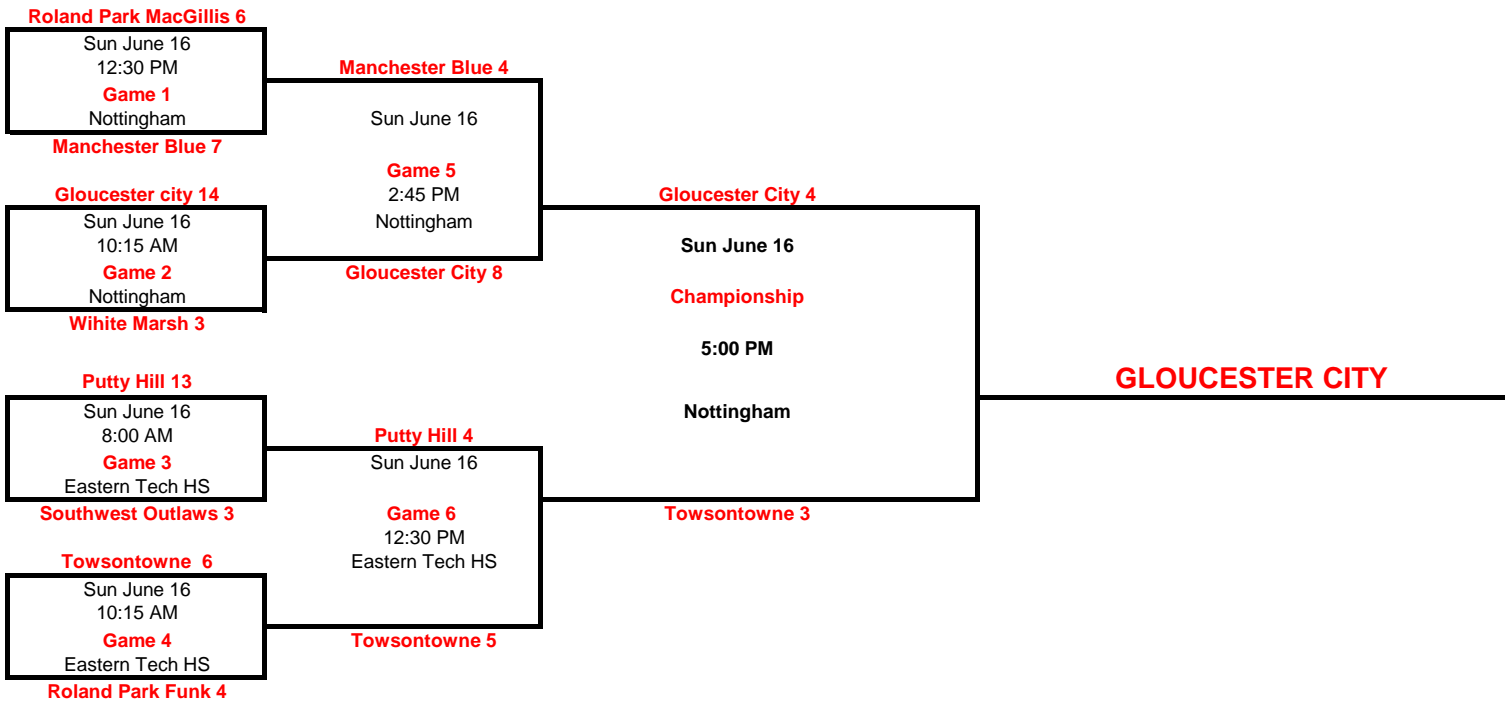 Roland Park MacGillis 6
Sun June 16
12:30 PM
Game 1
Nottingham
Manchester Blue 7
Gloucester city 14
Sun June 16
10:15 AM
Game 2
Nottingham
Wihite Marsh 3
Putty Hill 13
Sun June 16
8:00 AM
Game 3
Eastern Tech HS
Southwest Outlaws 3
Towsontowne  6
Sun June 16
10:15 AM
Game 4
Eastern Tech HS
Roland Park Funk 4
Manchester Blue 4
Sun June 16
Game 5
2:45 PM
Nottingham
Gloucester City 8
Putty Hill 4
Sun June 16
Game 6
12:30 PM
Eastern Tech HS
Towsontowne 5
Gloucester City 4
Sun June 16
Championship
5:00 PM
Nottingham
Towsontowne 3
GLOUCESTER CITY